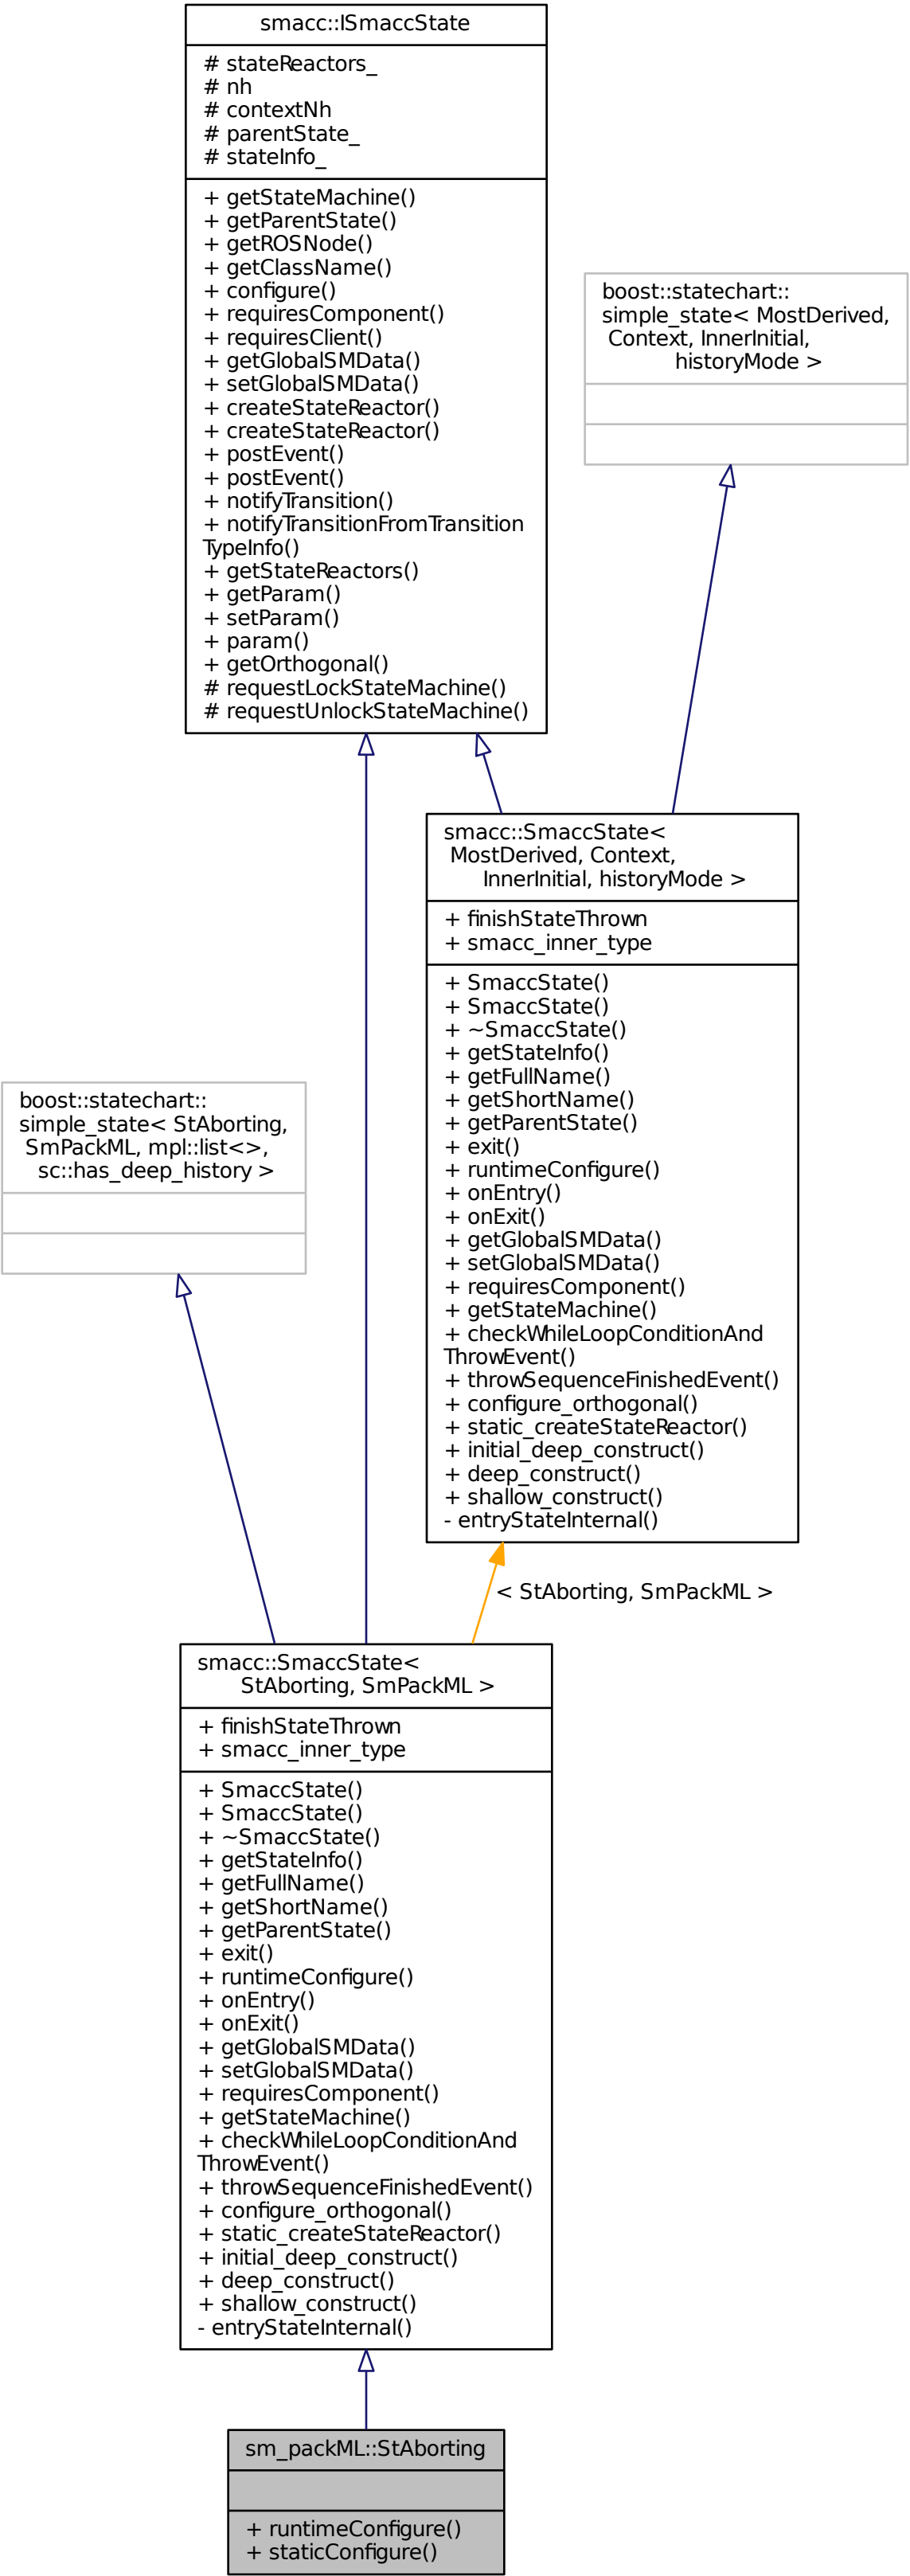 smacc::ISmaccState
# stateReactors_
# nh
# contextNh
# parentState_
# stateInfo_
+ getStateMachine()
+ getParentState()
+ getROSNode()
+ getClassName()
+ configure()
+ requiresComponent()
+ requiresClient()
+ getGlobalSMData()
+ setGlobalSMData()
+ createStateReactor()
+ createStateReactor()
+ postEvent()
+ postEvent()
+ notifyTransition()
+ notifyTransitionFromTransition
TypeInfo()
+ getStateReactors()
+ getParam()
+ setParam()
+ param()
+ getOrthogonal()
# requestLockStateMachine()
# requestUnlockStateMachine()
boost::statechart::
simple_state< MostDerived,
Context, InnerInitial,
historyMode >
smacc::SmaccState<
MostDerived, Context,
InnerInitial, historyMode >
+ finishStateThrown
+ smacc_inner_type
+ SmaccState()
+ SmaccState()
+ ~SmaccState()
+ getStateInfo()
+ getFullName()
+ getShortName()
+ getParentState()
+ exit()
+ runtimeConfigure()
+ onEntry()
+ onExit()
+ getGlobalSMData()
+ setGlobalSMData()
+ requiresComponent()
+ getStateMachine()
+ checkWhileLoopConditionAnd
ThrowEvent()
+ throwSequenceFinishedEvent()
+ configure_orthogonal()
+ static_createStateReactor()
+ initial_deep_construct()
+ deep_construct()
+ shallow_construct()
- entryStateInternal()
boost::statechart::
simple_state< StAborting,
SmPackML, mpl::list<>,
sc::has_deep_history >
< StAborting, SmPackML >
smacc::SmaccState<
StAborting, SmPackML >
+ finishStateThrown
+ smacc_inner_type
+ SmaccState()
+ SmaccState()
+ ~SmaccState()
+ getStateInfo()
+ getFullName()
+ getShortName()
+ getParentState()
+ exit()
+ runtimeConfigure()
+ onEntry()
+ onExit()
+ getGlobalSMData()
+ setGlobalSMData()
+ requiresComponent()
+ getStateMachine()
+ checkWhileLoopConditionAnd
ThrowEvent()
+ throwSequenceFinishedEvent()
+ configure_orthogonal()
+ static_createStateReactor()
+ initial_deep_construct()
+ deep_construct()
+ shallow_construct()
- entryStateInternal()
sm_packML::StAborting
+ runtimeConfigure()
+ staticConfigure()